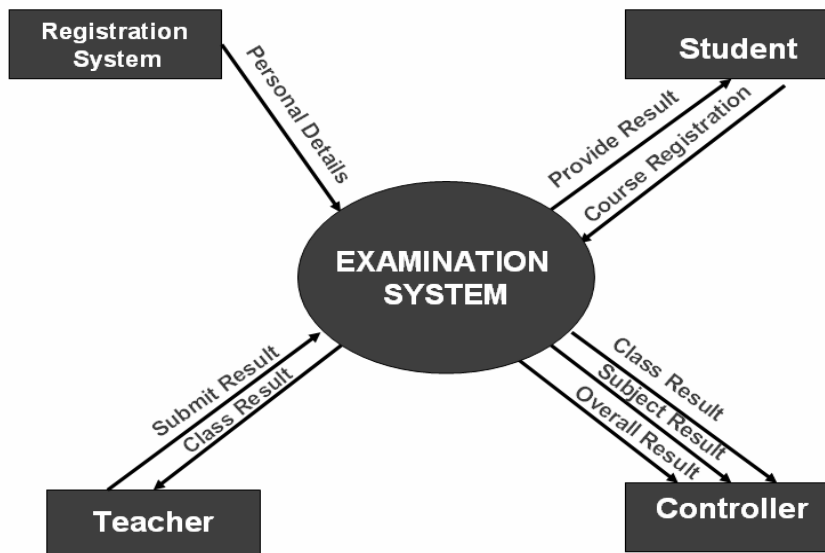 Registration
System
Student
Personal Details
Provide Result
Course Registration
EXAMINATION
SYSTEM
Submit Result
Class Result
Class Result
Subject Result
Overall Result
Teacher
Controller